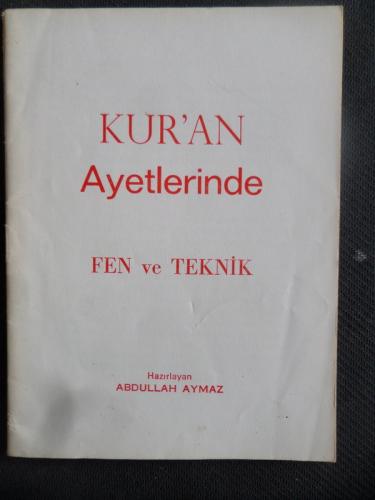 KUR'AN
Ayetlerinde
FEN ve TEKNİK
Hazırlayan
ABDULLAH AYMAZ